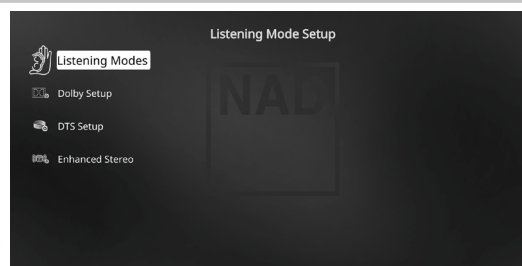 Listening Mode Setup
Listening Modes
Dolby Setup
DTS Setup
Enhanced Stereo
NAD